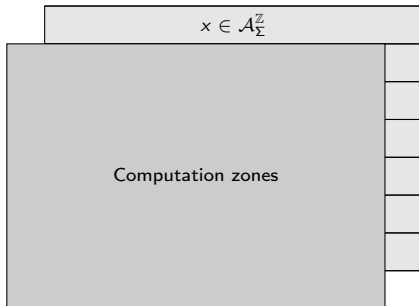 x ∈ 𝒜_Σ^ℤ
Computation zones